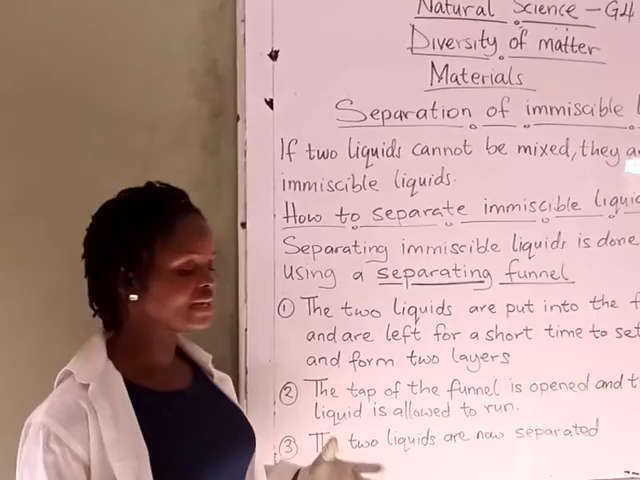 Natural Science - G4
Diversity of matter
Materials
Separation of immiscible
If two liquids cannot be mixed, they
immiscible liquids.
How to separate immiscible
Separating immiscible liquids is done
using a separating funnel
① The two liquids are put into the
and are left for a short time to
and form two layers
② The tap of the funnel is opened and
liquid is allowed to run.
③ two liquids are now separated